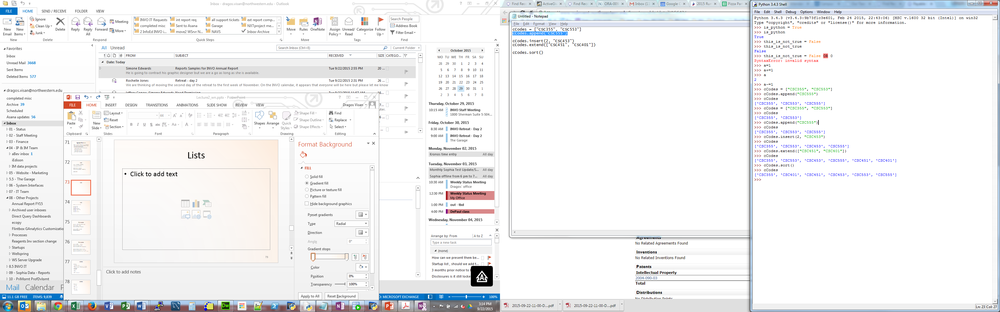 Inbox - dragos.visan@northwestern.edu - Outlook
FILE HOME SEND / RECEIVE FOLDER VIEW
New Email
New Items
Ignore
Clean Up
Junk
Delete
Reply
Reply All
Forward
Meeting
More
INVO IT Requests
completed misc
2 InfoEd INVO i...
int report req
Sent to Asana
move2 WSrvr N...
all support tickets
Garage
NAVS
ext report comp...
NXTproject me...
Inbox-Archive
Move
Rules
OneNote
Assign Policy
Unread/ Read
Categorize
Follow Up
Search People
Address Book
Filter Email
New Delete Respond Quick Steps Move Tags Find
Favorites
Inbox
Unread Mail 3668
Sent Items
Deleted Items 577
dragos.visan@northwestern.edu
completed misc
Archive 39
Scheduled
Asana updates 56
Inbox
01 - Status
02 - Staff Meeting
03 - Finance
04 - IP & IM Team
aBev inbox 1
iEdison
IM data projects
05 - Website - Marketing
5.5 - The Garage
06 - System Interfaces
07 - IT Team
08 - Other Projects
Annual Report FY15
Archived user inboxes
Direct Query Dashboards
ecopy
Flintbox GAnalytics Customizatio
Processes
Reagents Inv section change
Startups
Wellspring
WS Server Upgrade
8.5 INVO IT
09 - Sophia Data - Reports
10 - PriMgmt ProfDvlpmt
Mail Calendar P
11.1 GB FREE ITEMS: 9,839
All Unread
Search Inbox (Ctrl+E) Current Folder
FROM SUBJECT RECEIVED SIZE CATEGO...
Date: Today
Simone Edwards Reports Samples for INVO Annual Report Tue 9/22/2015 2:55 PM 20 ...
He is going to contract his graphic designer but we are a go as long as she is available.
Rochelle Jones Retreat - day 2 Tue 9/22/2015 2:31 PM 26 ...
We are thinking of moving the second day of the retreat to the first week of November. On the INVO calendar, it appears that everyone will be here but please let me know
Lecture2_wn.pptx - PowerPoint
FILE HOME INSERT DESIGN TRANSITIONS ANIMATIONS SLIDE SHOW REVIEW VIEW
Dragos Visan
Paste
New Slide
Layout
Reset
Section
44
Shapes
Arrange
Quick Styles
Shape Fill
Shape Outline
Shape Effects
Find
Replace
Select
Clipboard Slides Font Paragraph Drawing Editing
71
72
73
74
75
76
77
78
Lists
• Click to add text
73
Click to add notes
Format Background
FILL
Solid fill
Gradient fill
Picture or texture fill
Pattern fill
Hide background graphics
Preset gradients
Type Radial
Direction
Angle 0°
Gradient stops
Color
Position 0%
Transparency 100%
Apply to All Reset Background
October 2015
MO TU WE TH FR SA SU
28 29 30 1 2 3 4
5 6 7 8 9 10 11
12 13 14 15 16 17 18
19 20 21 22 23 24 25
26 27 28 29 30 31 1
2 3 4 5 6 7 8
Thursday, October 29, 2015
10:15 AM INVO Staff Meeting
1800 Sherman Suite 5-504...
Friday, October 30, 2015
8:30 AM INVO Retreat - Day 2
9:00 AM INVO Retreat - Day 2
The Garage
Monday, November 02, 2015
Kronos time entry All day
Tuesday, November 03, 2015
Monthly Sophia Test Update/S... All day
Sophia offline from 6 pm to 7... All day
10:30 AM Weekly Status Meeting
Dragos' office
12:30 PM Weekly Status Meeting
My Office
1:00 PM out - tbd
4:00 PM DePaul class
Wednesday, November 04, 2015
Arrange by: From A to Z
Type a new task
(none)
How can we present them be...
Startup list , should we add t...
3 months prior notice to
Disclosures is it still locke
D: MICROSOFT EXCHANGE 100%
3:14 PM
9/22/2015
Find Reco ActiveGiv Find Reco ORA-009 Inbox (11 Google C 2015 Run Pizza Par
Untitled - Notepad
File Edit Format View Help
cCodes = ["CSC355", "CSC553"]
cCodes.append("CSC555")
cCodes.insert(2, "CSC453")
cCodes.extend(["CSC451", "CSC401"])
cCodes.sort()
Agreements
No Related Agreements Found
Inventions
No Related Inventions Found
Patents
Intellectual Property
2004-090-03
Total
Distributions
No Distribution Points
2015-09-22-11-00-D....pdf
2015-09-22-11-00-D....pdf
Python 3.4.3 Shell
File Edit Shell Debug Options Window Help
Python 3.4.3 (v3.4.3:9b73f1c3e601, Feb 24 2015, 22:43:06) [MSC v.1600 32 bit (Intel)] on win32
Type "copyright", "credits" or "license()" for more information.
>>> is_python = True
>>> is_python
True
>>> this_is_not_true = False
>>> this_is_not_true
False
>>> this_is_not_true = False OR 0
SyntaxError: invalid syntax
>>> a=1
>>> a+=1
>>> a
2
>>> a-=1
>>> cCodes = ["CSC355", "CSC553"]
>>> cCodes.append("CSC555")
>>> cCodes
['CSC355', 'CSC553', 'CSC555']
>>> cCodes = ["CSC355", "CSC553"]
>>> cCodes
['CSC355', 'CSC553']
>>> cCodes.append("CSC555")
>>> cCodes
['CSC355', 'CSC553', 'CSC555']
>>> cCodes.insert(2, "CSC453")
>>> cCodes
['CSC355', 'CSC553', 'CSC453', 'CSC555']
>>> cCodes.extend(["CSC451", "CSC401"])
>>> cCodes
['CSC355', 'CSC553', 'CSC453', 'CSC555', 'CSC451', 'CSC401']
>>> cCodes.sort()
>>> cCodes
['CSC355', 'CSC401', 'CSC451', 'CSC453', 'CSC553', 'CSC555']
>>>
Ln: 23 Col: 27